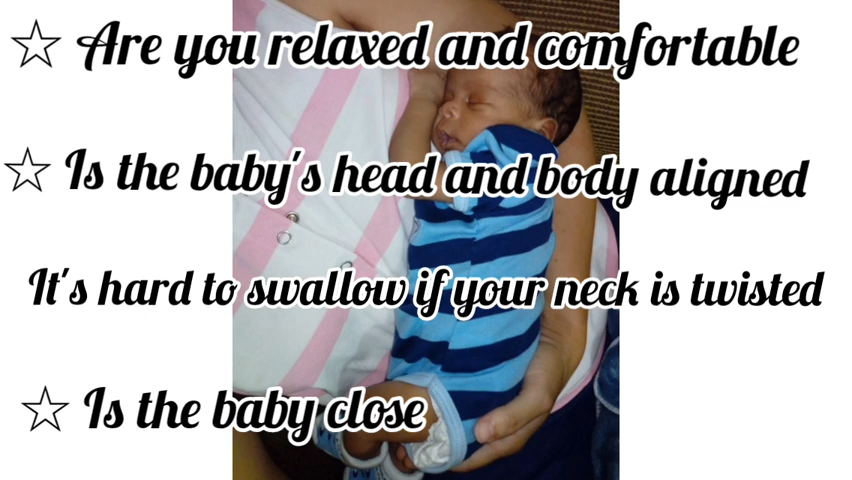 ☆ Are you relaxed and comfortable
☆ Is the baby's head and body aligned
It's hard to swallow if your neck is twisted
☆ Is the baby close